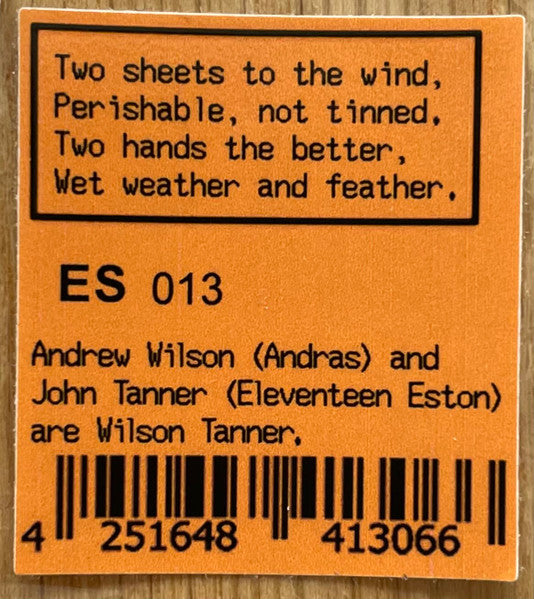 Two sheets to the wind,
Perishable, not tinned.
Two hands the better,
Wet weather and feather.
ES 013
Andrew Wilson (Andras) and
John Tanner (Eleventeen Eston)
are Wilson Tanner.
4 251648 413066